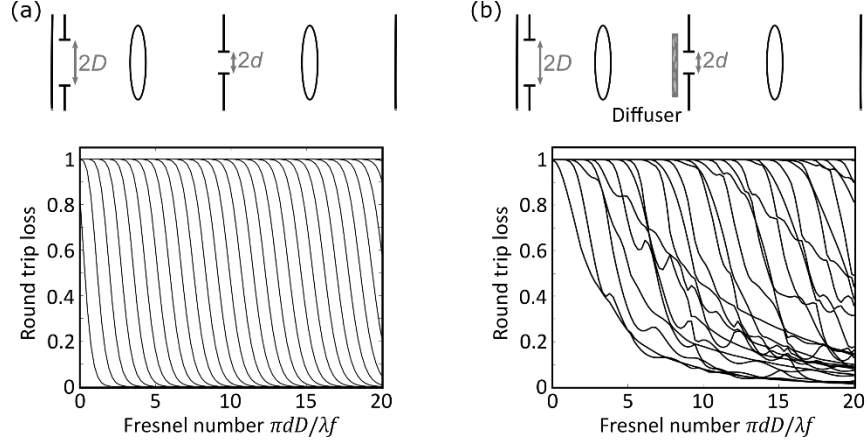 (a)
2D
2d
Round trip loss
1
0.8
0.6
0.4
0.2
0
0 5 10 15 20
Fresnel number πdD/λf
(b)
2D
2d
Diffuser
Round trip loss
1
0.8
0.6
0.4
0.2
0
0 5 10 15 20
Fresnel number πdD/λf